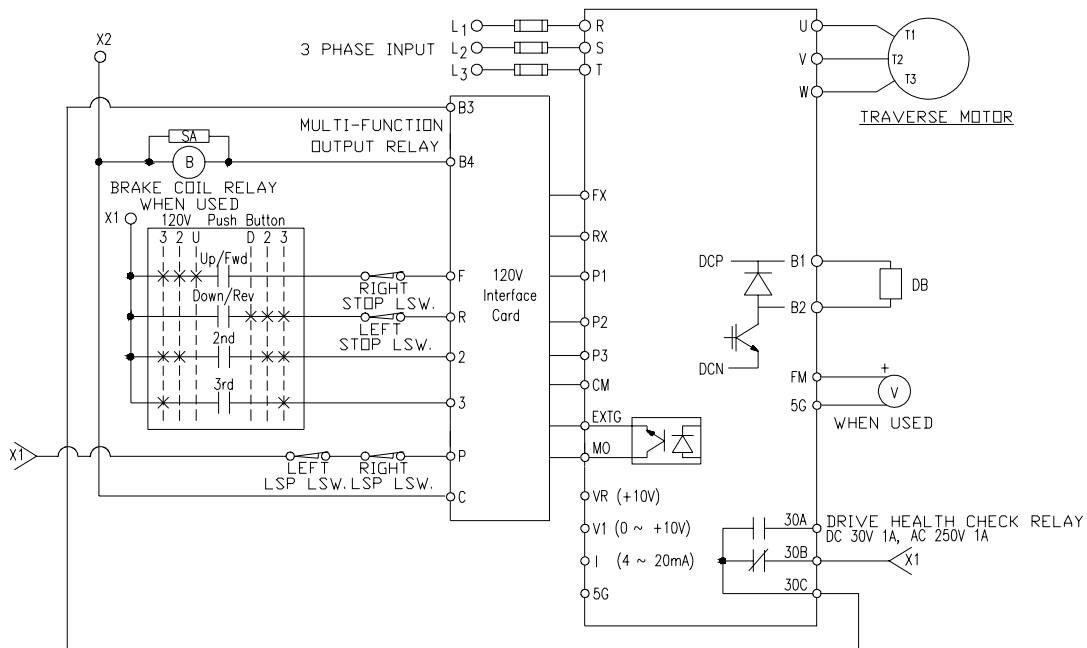 X2
L1 R
3 PHASE INPUT L2 S
L3 T
U T1
V T2
W T3
TRAVERSE MOTOR
B3
MULTI-FUNCTION
OUTPUT RELAY
SA
B
B4
BRAKE COIL RELAY
WHEN USED
X1
120V Push Button
3 2 U D 2 3
Up/Fwd
F
RIGHT
STOP LSW.
Down/Rev
R
LEFT
STOP LSW.
2nd
2
3rd
3
X1
P
LEFT
LSP LSW.
RIGHT
LSP LSW.
C
120V
Interface
Card
FX
RX
P1
P2
P3
CM
EXTG
MO
VR (+10V)
V1 (0 ~ +10V)
I (4 ~ 20mA)
5G
DCP
B1
DB
B2
DCN
FM
+
V
5G
WHEN USED
30A
DRIVE HEALTH CHECK RELAY
DC 30V 1A, AC 250V 1A
30B
X1
30C